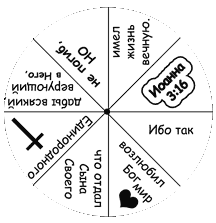 Иоанна
3:16
Ибо так
возлюбил
Бог мир
что отдал
Сына
Своего
Единородного
дабы всякий
верующий
в Него,
не погиб,
НО
имел
жизнь
вечную.